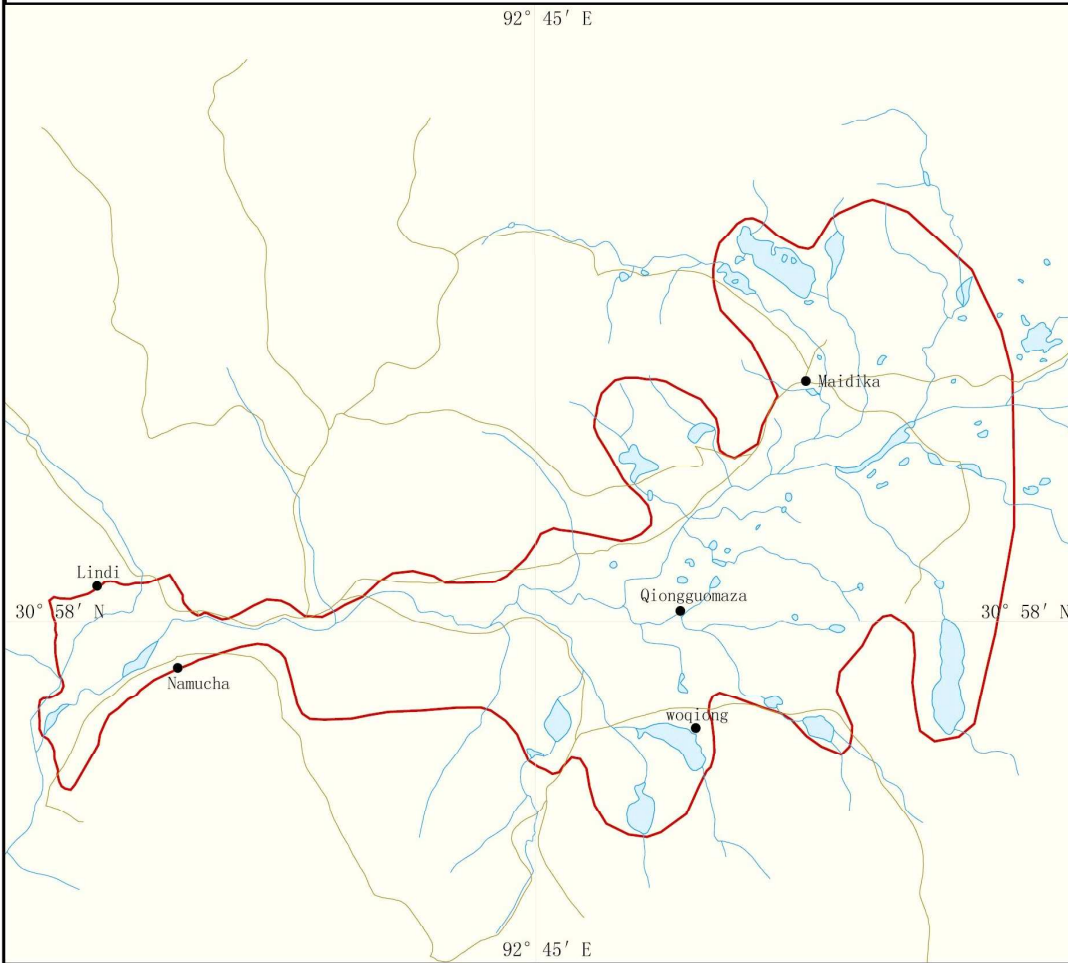 92° 45′ E
Maidika
Lindi
Qiongguomaza
30° 58′ N
30° 58′ N
Namucha
woqiong
92° 45′ E